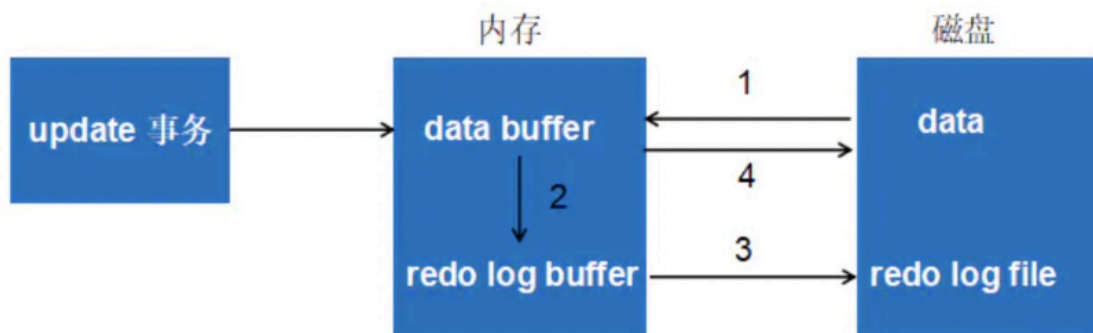 内存
磁盘
update 事务
data buffer
1
data
4
2
redo log buffer
3
redo log file